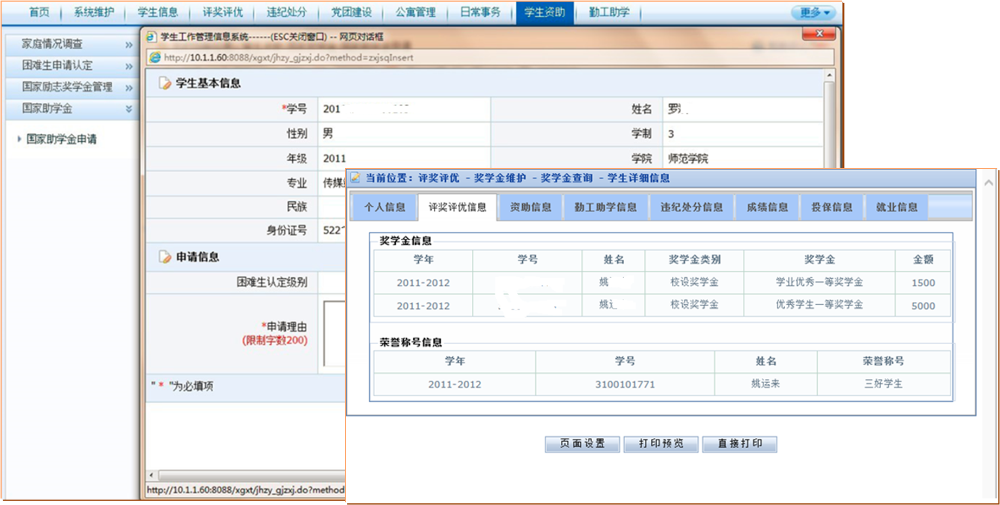 首页 系统维护 学生信息 评奖评优 违纪处分 党团建设 公寓管理 日常事务 学生资助 勤工助学 更多
家庭情况调查
困难生申请认定
国家励志奖学金管理
国家助学金
国家助学金申请
学生工作管理信息系统------(ESC关闭窗口) -- 网页对话框
http://10.1.1.60:8088/xgxt/jhzy_gjzxj.do?method=zxjsqInsert
学生基本信息
*学号 201 姓名 罗
性别 男 学制 3
年级 2011 学院 师范学院
专业 传媒
民族
身份证号 522
申请信息
困难生认定级别
*申请理由
(限制字数200)
" * "为必填项
http://10.1.1.60:8088/xgxt/jhzy_gjzxj.do?method
当前位置：评奖评优 - 奖学金维护 - 奖学金查询 - 学生详细信息
个人信息 评奖评优信息 资助信息 勤工助学信息 违纪处分信息 成绩信息 投保信息 就业信息
奖学金信息
学年 学号 姓名 奖学金类别 奖学金 金额
2011-2012 姚 校设奖学金 学业优秀一等奖学金 1500
2011-2012 姚 校设奖学金 优秀学生一等奖学金 5000
荣誉称号信息
学年 学号 姓名 荣誉称号
2011-2012 3100101771 姚运来 三好学生
页面设置 打印预览 直接打印